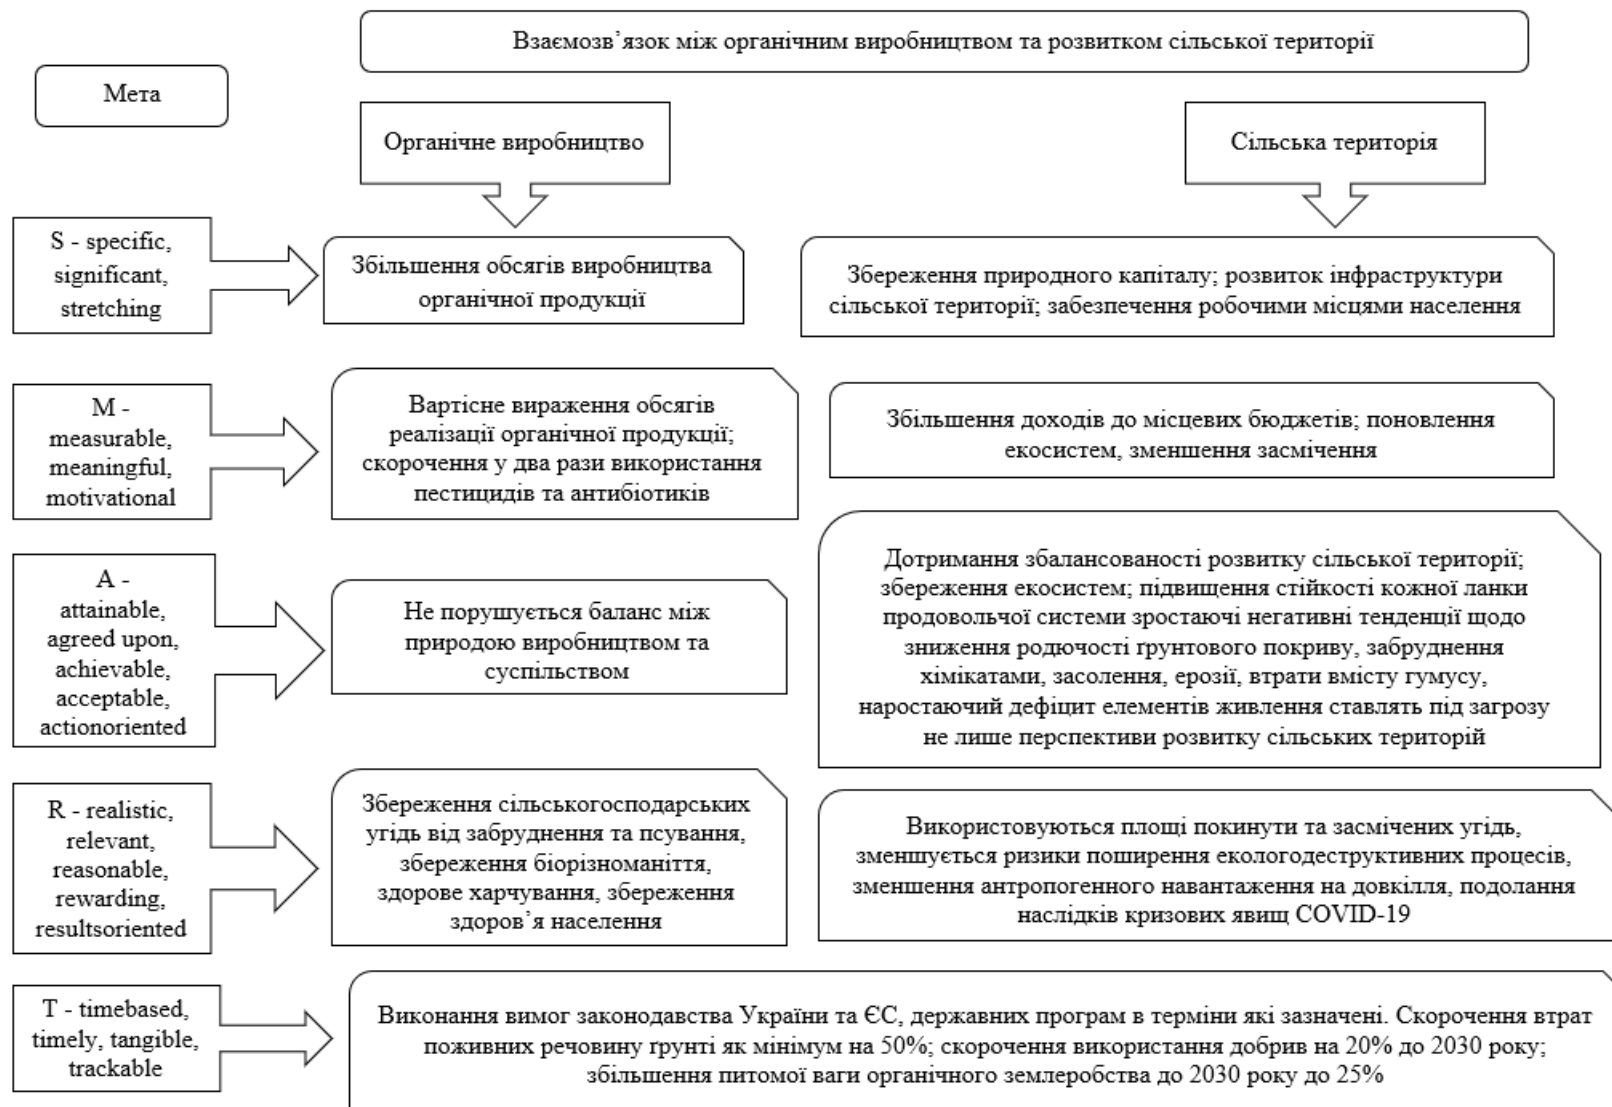 Взаємозв’язок між органічним виробництвом та розвитком сільської території
Мета
Органічне виробництво
Сільська територія
S - specific,
significant,
stretching
Збільшення обсягів виробництва
органічної продукції
Збереження природного капіталу; розвиток інфраструктури
сільської території; забезпечення робочими місцями населення
M -
measurable,
meaningful,
motivational
Вартісне вираження обсягів
реалізації органічної продукції;
скорочення у два рази використання
пестицидів та антибіотиків
Збільшення доходів до місцевих бюджетів; поновлення
екосистем, зменшення засмічення
A -
attainable,
agreed upon,
achievable,
acceptable,
actionoriented
Не порушується баланс між
природою виробництвом та
суспільством
Дотримання збалансованості розвитку сільської території;
збереження екосистем; підвищення стійкості кожної ланки
продовольчої системи зростаючі негативні тенденції щодо
зниження родючості ґрунтового покриву, забруднення
хімікатами, засолення, ерозії, втрати вмісту гумусу,
наростаючий дефіцит елементів живлення ставлять під загрозу
не лише перспективи розвитку сільських територій
R - realistic,
relevant,
reasonable,
rewarding,
resultsoriented
Збереження сільськогосподарських
угідь від забруднення та псування,
збереження біорізноманіття,
здорове харчування, збереження
здоров’я населення
Використовуються площі покинути та засмічених угідь,
зменшується ризики поширення екологодеструктивних процесів,
зменшення антропогенного навантаження на довкілля, подолання
наслідків кризових явищ COVID-19
T - timebased,
timely, tangible,
trackable
Виконання вимог законодавства України та ЄС, державних програм в терміни які зазначені. Скорочення втрат
поживних речовину ґрунті як мінімум на 50%; скорочення використання добрив на 20% до 2030 року;
збільшення питомої ваги органічного землеробства до 2030 року до 25%